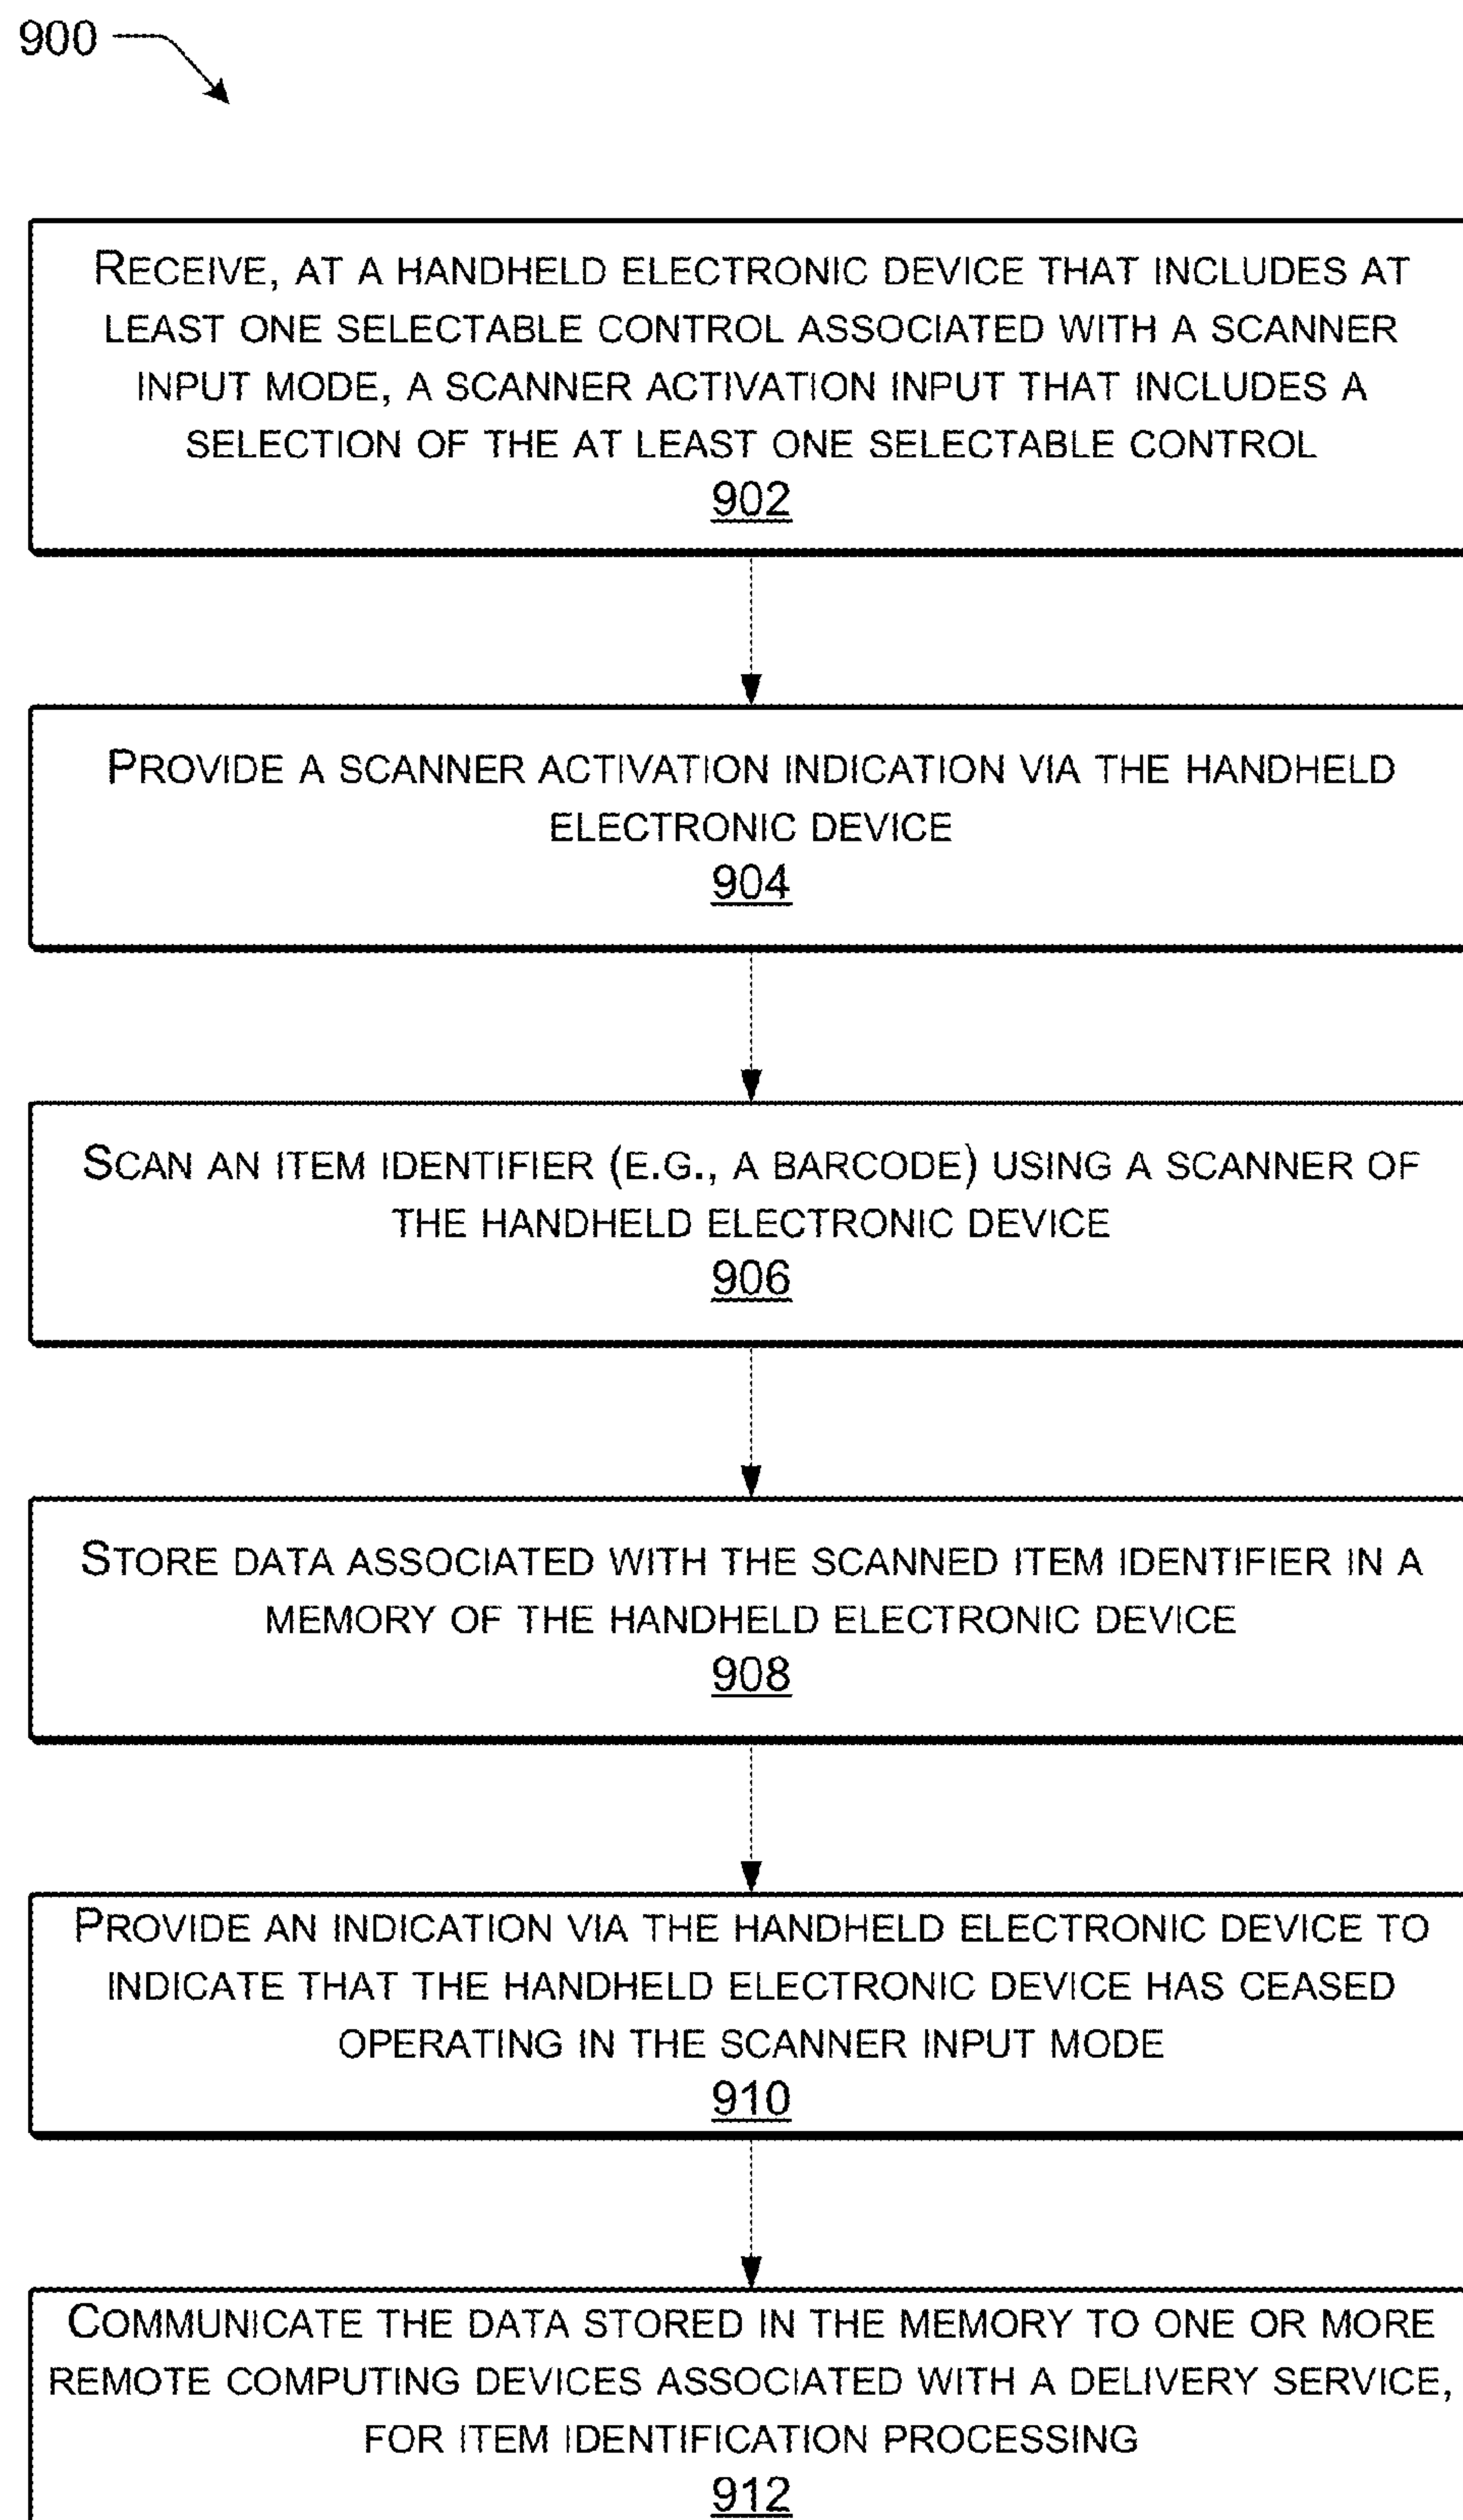 900
RECEIVE, AT A HANDHELD ELECTRONIC DEVICE THAT INCLUDES AT
LEAST ONE SELECTABLE CONTROL ASSOCIATED WITH A SCANNER
INPUT MODE, A SCANNER ACTIVATION INPUT THAT INCLUDES A
SELECTION OF THE AT LEAST ONE SELECTABLE CONTROL
902
PROVIDE A SCANNER ACTIVATION INDICATION VIA THE HANDHELD
ELECTRONIC DEVICE
904
SCAN AN ITEM IDENTIFIER (E.G., A BARCODE) USING A SCANNER OF
THE HANDHELD ELECTRONIC DEVICE
906
STORE DATA ASSOCIATED WITH THE SCANNED ITEM IDENTIFIER IN A
MEMORY OF THE HANDHELD ELECTRONIC DEVICE
908
PROVIDE AN INDICATION VIA THE HANDHELD ELECTRONIC DEVICE TO
INDICATE THAT THE HANDHELD ELECTRONIC DEVICE HAS CEASED
OPERATING IN THE SCANNER INPUT MODE
910
COMMUNICATE THE DATA STORED IN THE MEMORY TO ONE OR MORE
REMOTE COMPUTING DEVICES ASSOCIATED WITH A DELIVERY SERVICE,
FOR ITEM IDENTIFICATION PROCESSING
912